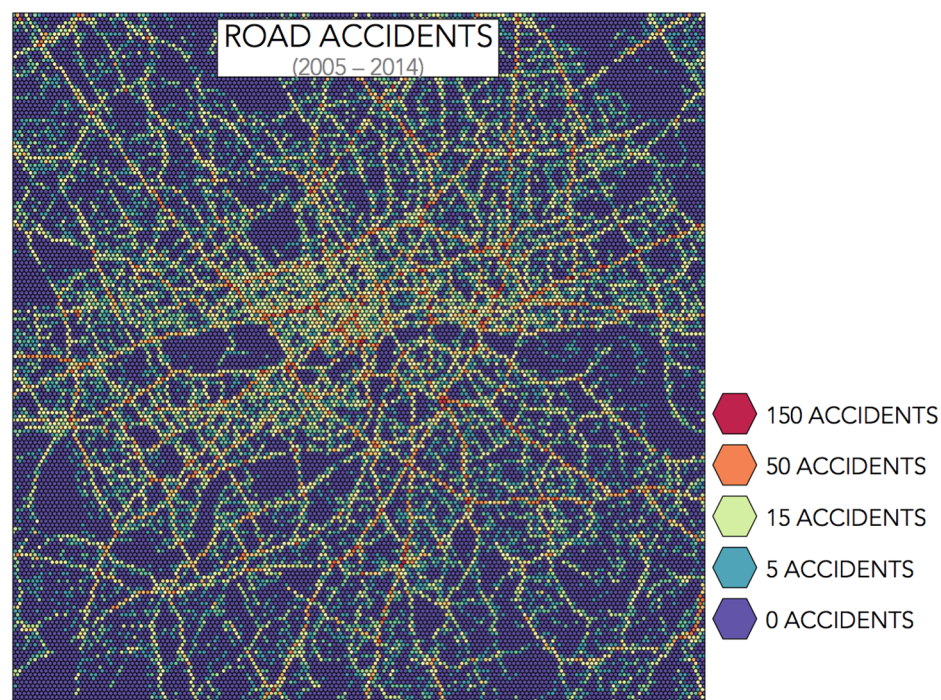 ROAD ACCIDENTS
(2005 – 2014)
150 ACCIDENTS
50 ACCIDENTS
15 ACCIDENTS
5 ACCIDENTS
0 ACCIDENTS